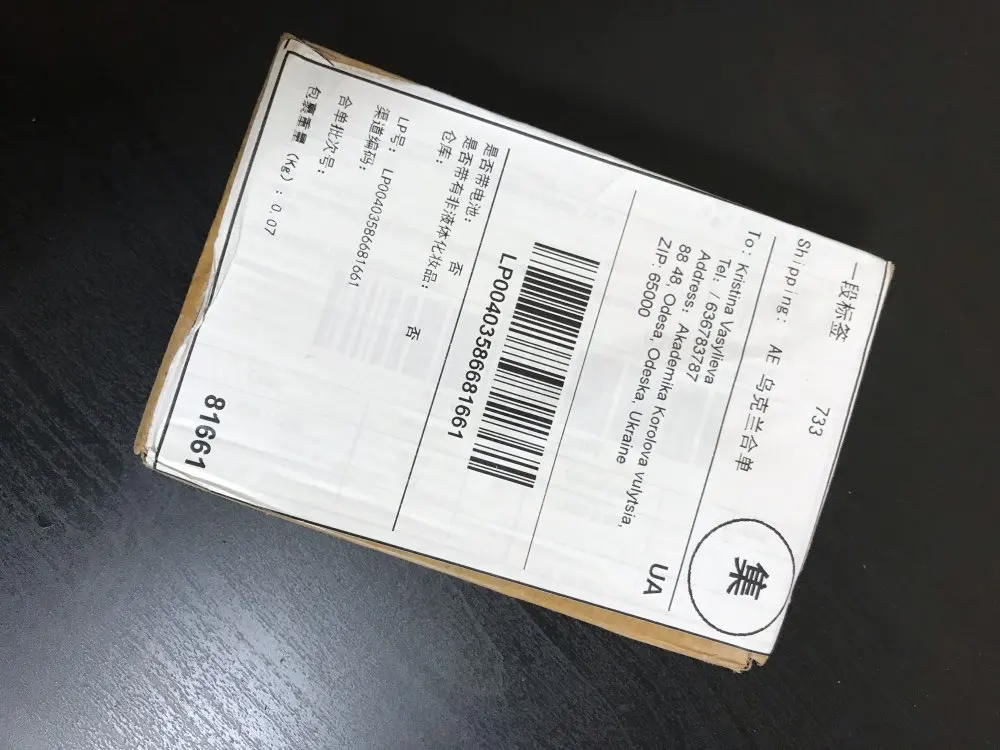 一段标签
733
Shipping: AE 乌克兰合单
集
To: Kristina Vasylieva
Tel: / 636783787
Address: Akademika Korolova vulytsia,
88 48, Odesa, Odeska, Ukraine
ZIP: 65000
UA
LP00403586681661
是否带电池: 否
是否带有非液体化妆品: 否
仓库:
LP号: LP00403586681661
渠道编码:
合单批次号:
包裹重量 (Kg) : 0.07
81661